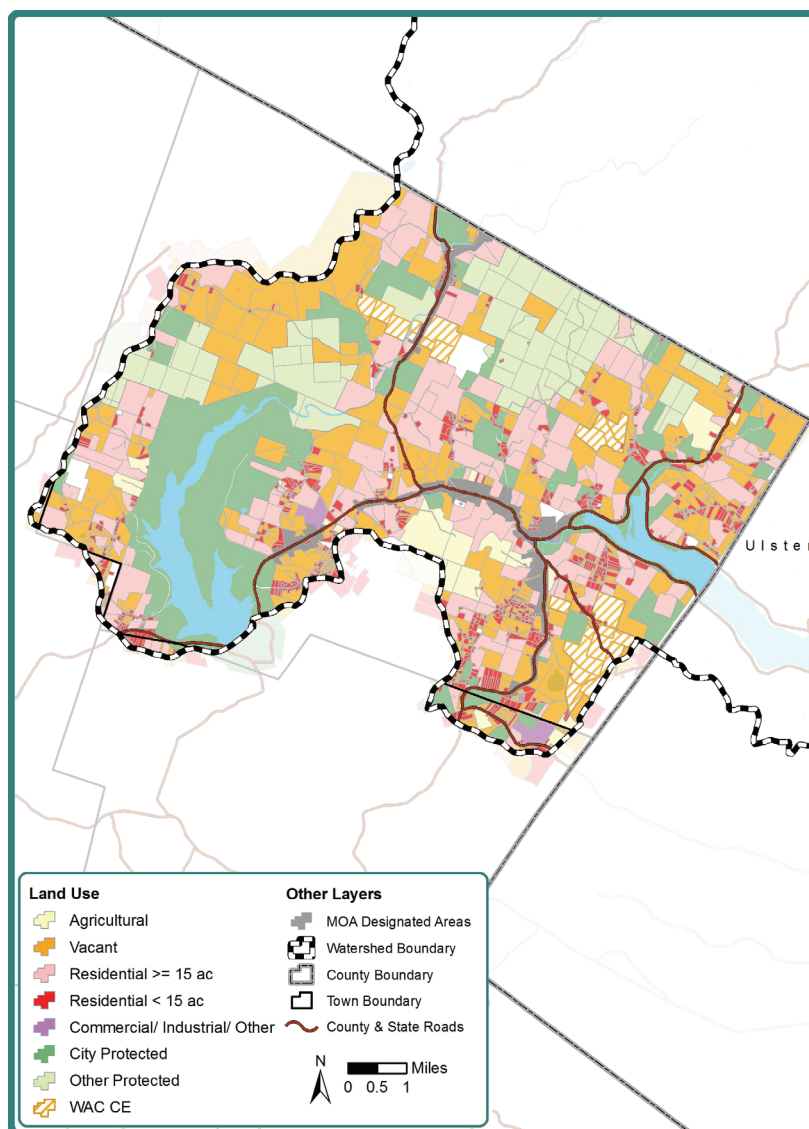 Ulster
Land Use
Agricultural
Vacant
Residential >= 15 ac
Residential < 15 ac
Commercial/ Industrial/ Other
City Protected
Other Protected
WAC CE
Other Layers
MOA Designated Areas
Watershed Boundary
County Boundary
Town Boundary
County & State Roads
N
Miles
0 0.5 1